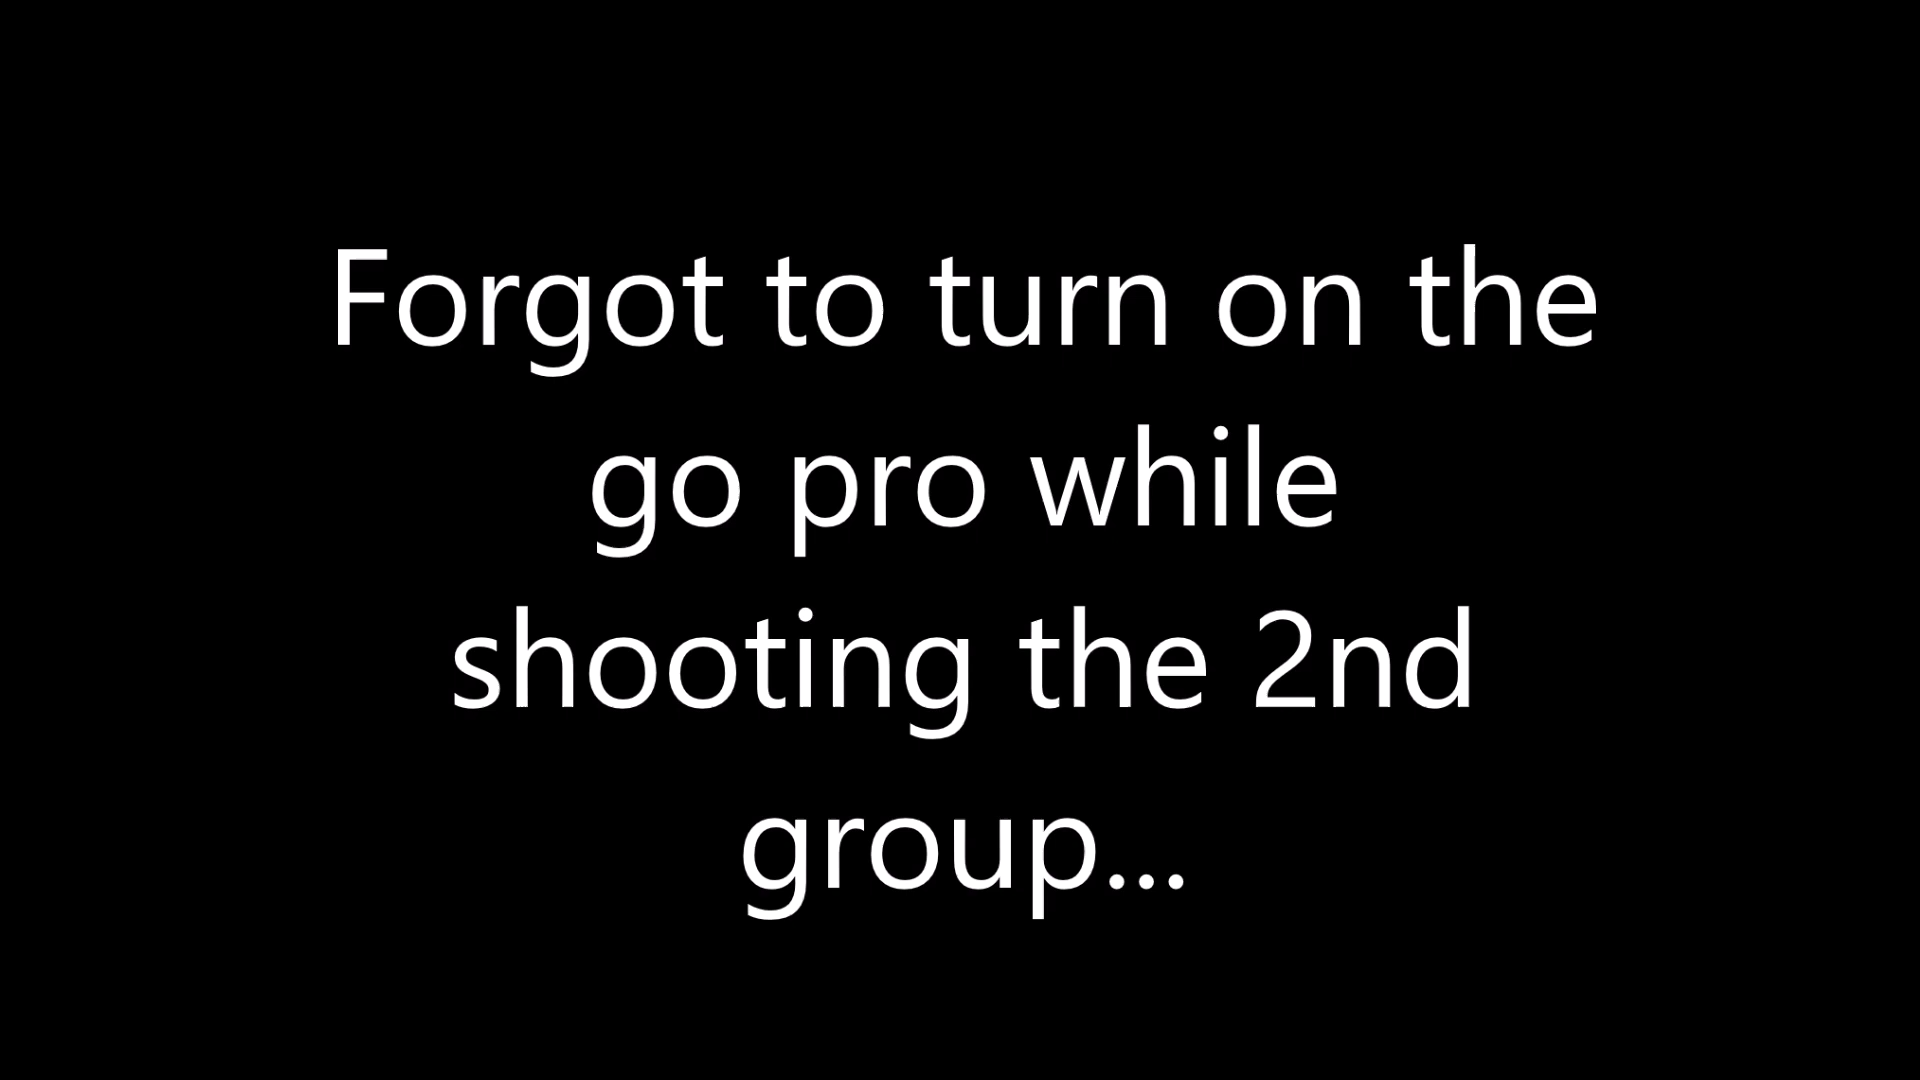 Forgot to turn on the
go pro while
shooting the 2nd
group...